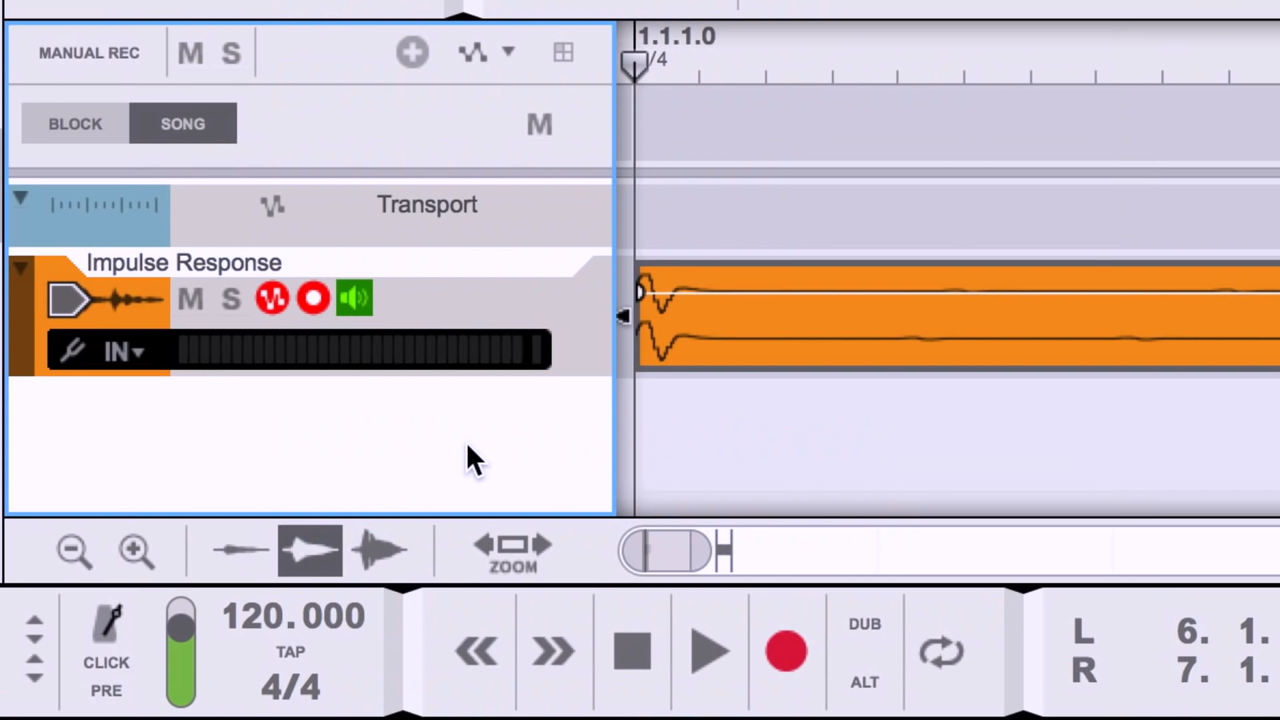 MANUAL REC M S
1.1.1.0
/4
BLOCK SONG M
Transport
Impulse Response
M S
IN
ZOOM
CLICK
PRE
120.000
TAP
4/4
DUB
ALT
L 6. 1.
R 7. 1.